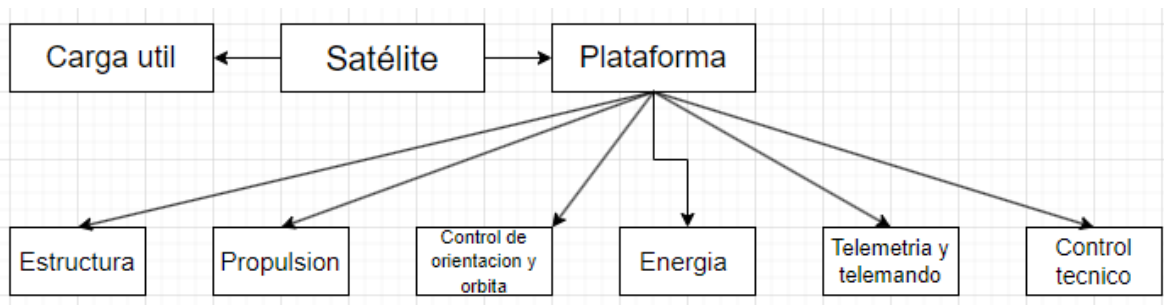 Carga util
Satélite
Plataforma
Estructura
Propulsion
Control de
orientacion y
orbita
Energia
Telemetria y
telemando
Control
tecnico